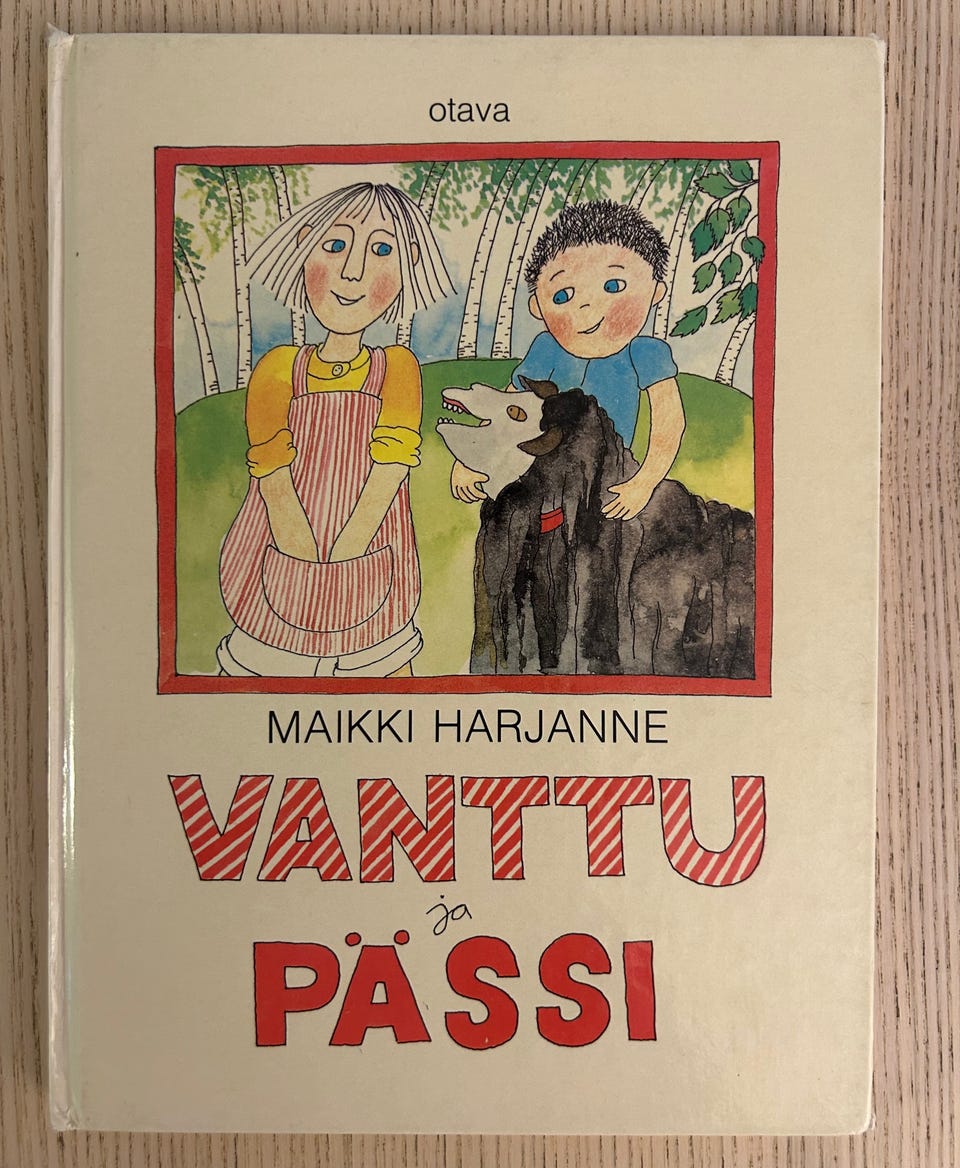 otava
MAIKKI HARJANNE
VANTTU
ja
PÄSSI